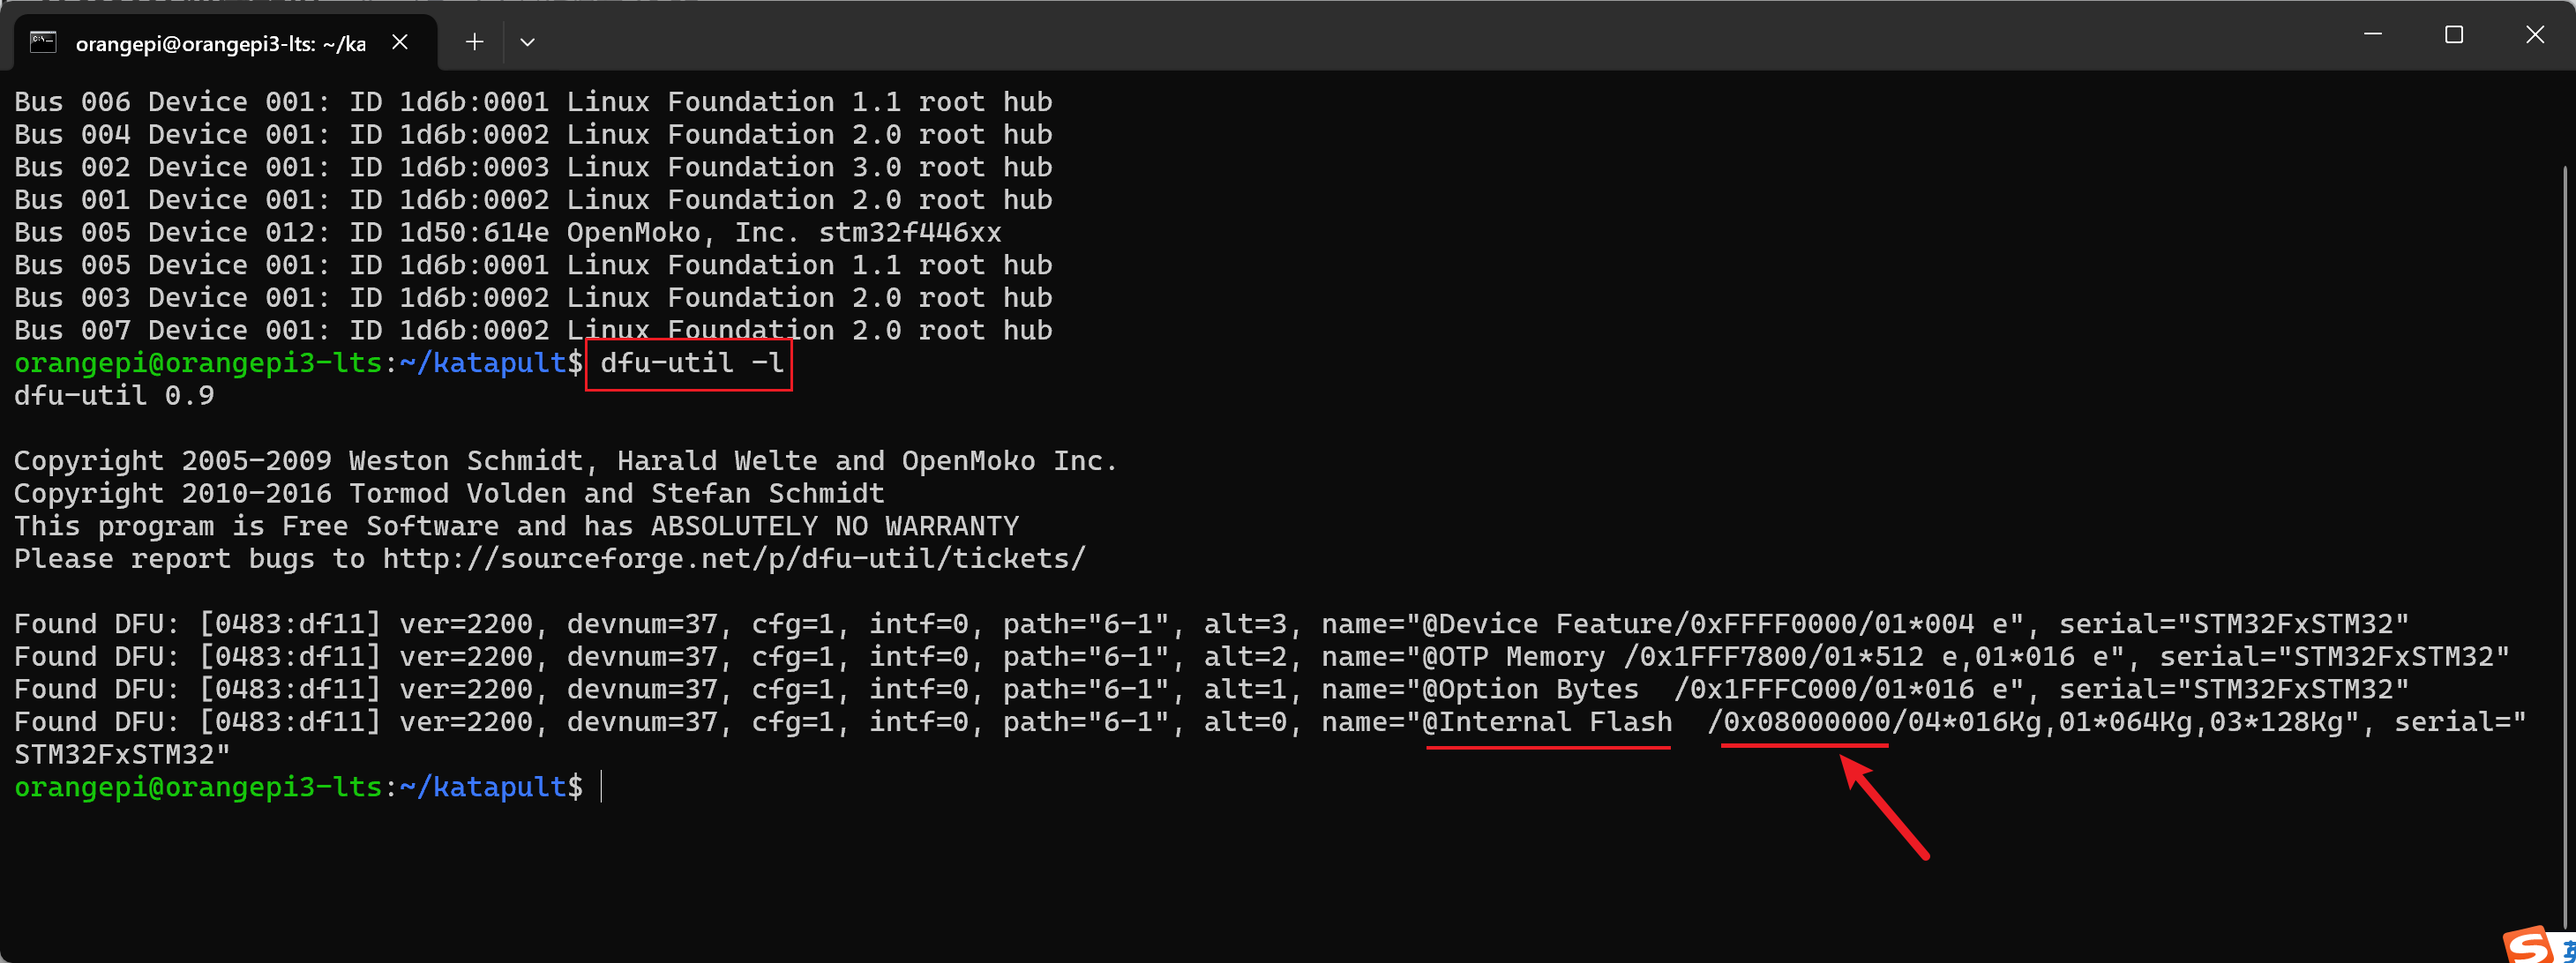 orangepi@orangepi3-lts: ~/ka
Bus 006 Device 001: ID 1d6b:0001 Linux Foundation 1.1 root hub
Bus 004 Device 001: ID 1d6b:0002 Linux Foundation 2.0 root hub
Bus 002 Device 001: ID 1d6b:0003 Linux Foundation 3.0 root hub
Bus 001 Device 001: ID 1d6b:0002 Linux Foundation 2.0 root hub
Bus 005 Device 012: ID 1d50:614e OpenMoko, Inc. stm32f446xx
Bus 005 Device 001: ID 1d6b:0001 Linux Foundation 1.1 root hub
Bus 003 Device 001: ID 1d6b:0002 Linux Foundation 2.0 root hub
Bus 007 Device 001: ID 1d6b:0002 Linux Foundation 2.0 root hub
orangepi@orangepi3-lts:~/katapult$ dfu-util -l
dfu-util 0.9
Copyright 2005-2009 Weston Schmidt, Harald Welte and OpenMoko Inc.
Copyright 2010-2016 Tormod Volden and Stefan Schmidt
This program is Free Software and has ABSOLUTELY NO WARRANTY
Please report bugs to http://sourceforge.net/p/dfu-util/tickets/
Found DFU: [0483:df11] ver=2200, devnum=37, cfg=1, intf=0, path="6-1", alt=3, name="@Device Feature/0xFFFF0000/01*004 e", serial="STM32FxSTM32"
Found DFU: [0483:df11] ver=2200, devnum=37, cfg=1, intf=0, path="6-1", alt=2, name="@OTP Memory /0x1FFF7800/01*512 e,01*016 e", serial="STM32FxSTM32"
Found DFU: [0483:df11] ver=2200, devnum=37, cfg=1, intf=0, path="6-1", alt=1, name="@Option Bytes  /0x1FFFC000/01*016 e", serial="STM32FxSTM32"
Found DFU: [0483:df11] ver=2200, devnum=37, cfg=1, intf=0, path="6-1", alt=0, name="@Internal Flash  /0x08000000/04*016Kg,01*064Kg,03*128Kg", serial="
STM32FxSTM32"
orangepi@orangepi3-lts:~/katapult$